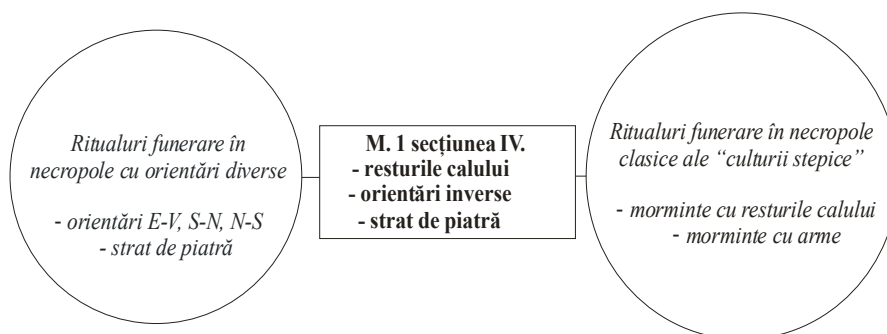 Ritualuri funerare în
necropole cu orientări diverse
- orientări E-V, S-N, N-S
- strat de piatră
M. 1 secțiunea IV.
- resturile calului
- orientări inverse
- strat de piatră
Ritualuri funerare în necropole
clasice ale “culturii stepice”
- morminte cu resturile calului
- morminte cu arme